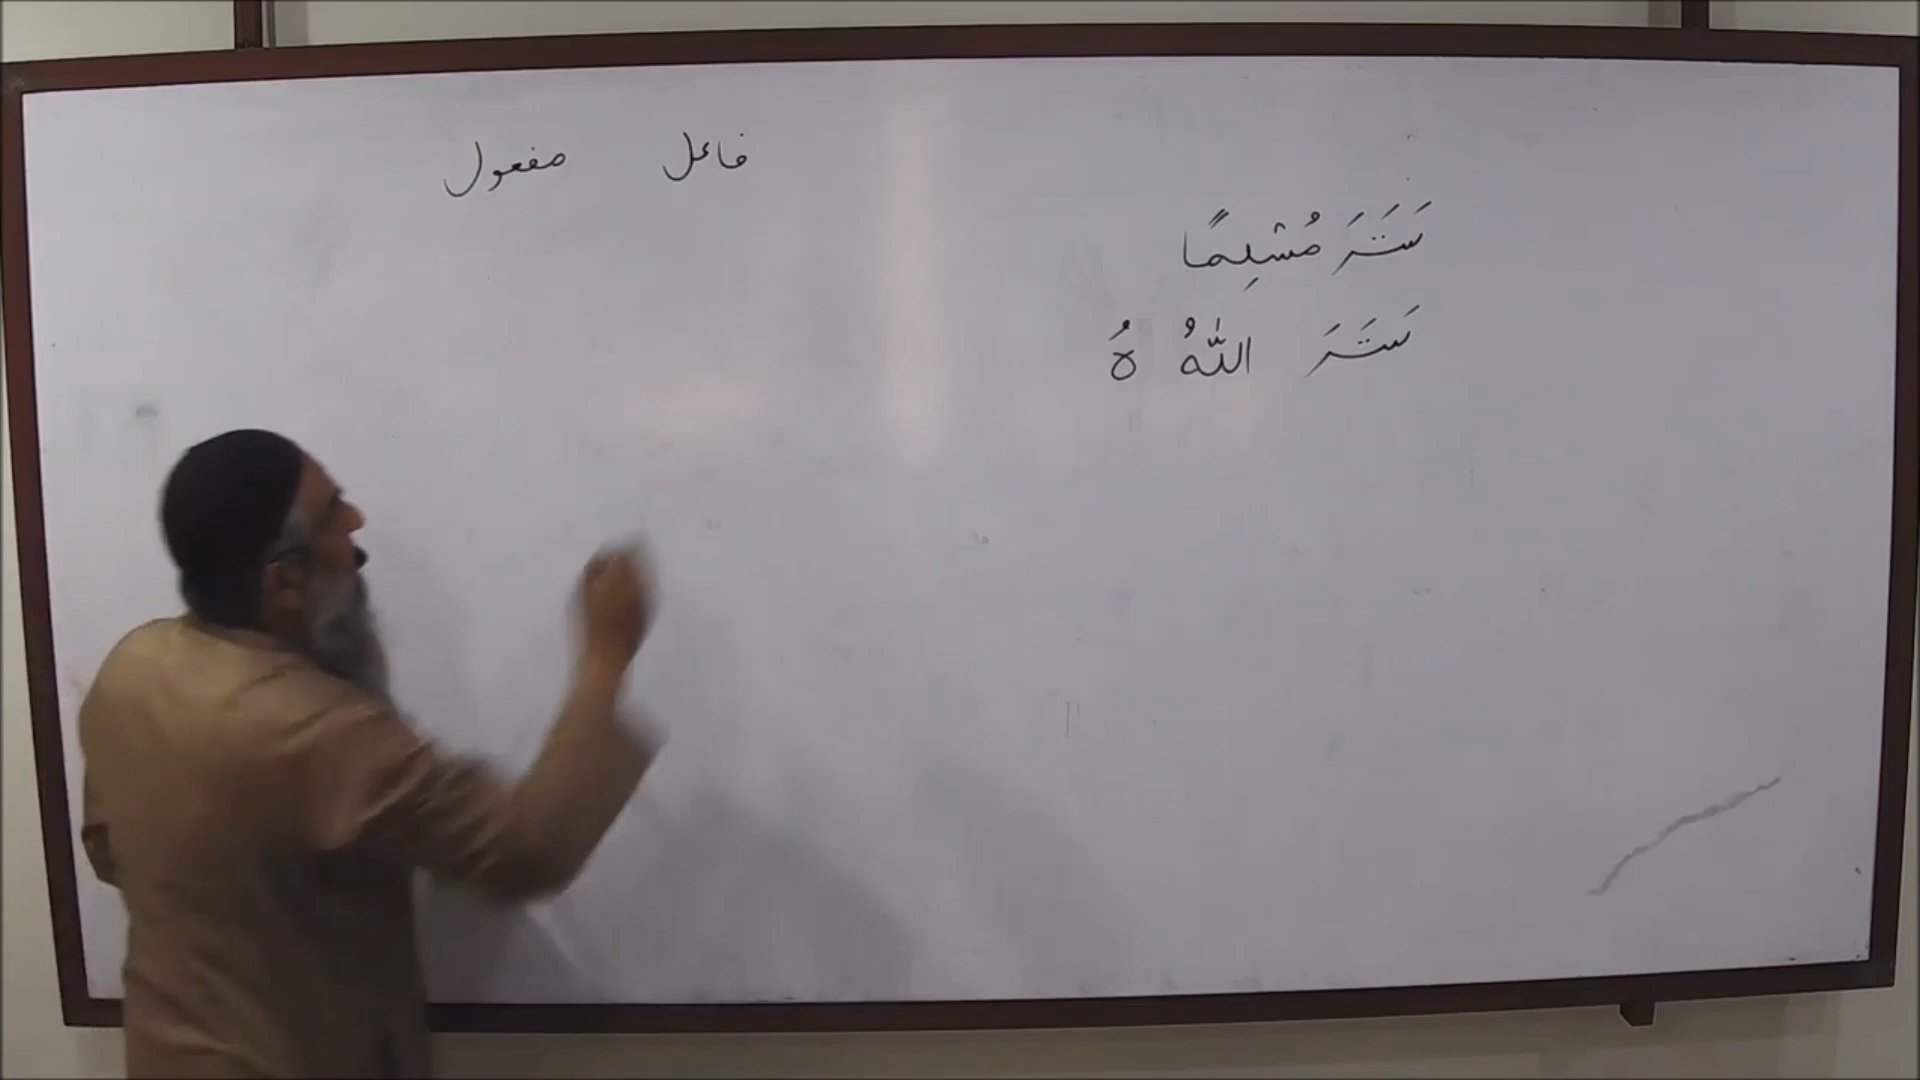 فاعل مفعول
سَتَرَ مُسْلِمًا
سَتَرَ اللّٰهُ هُ